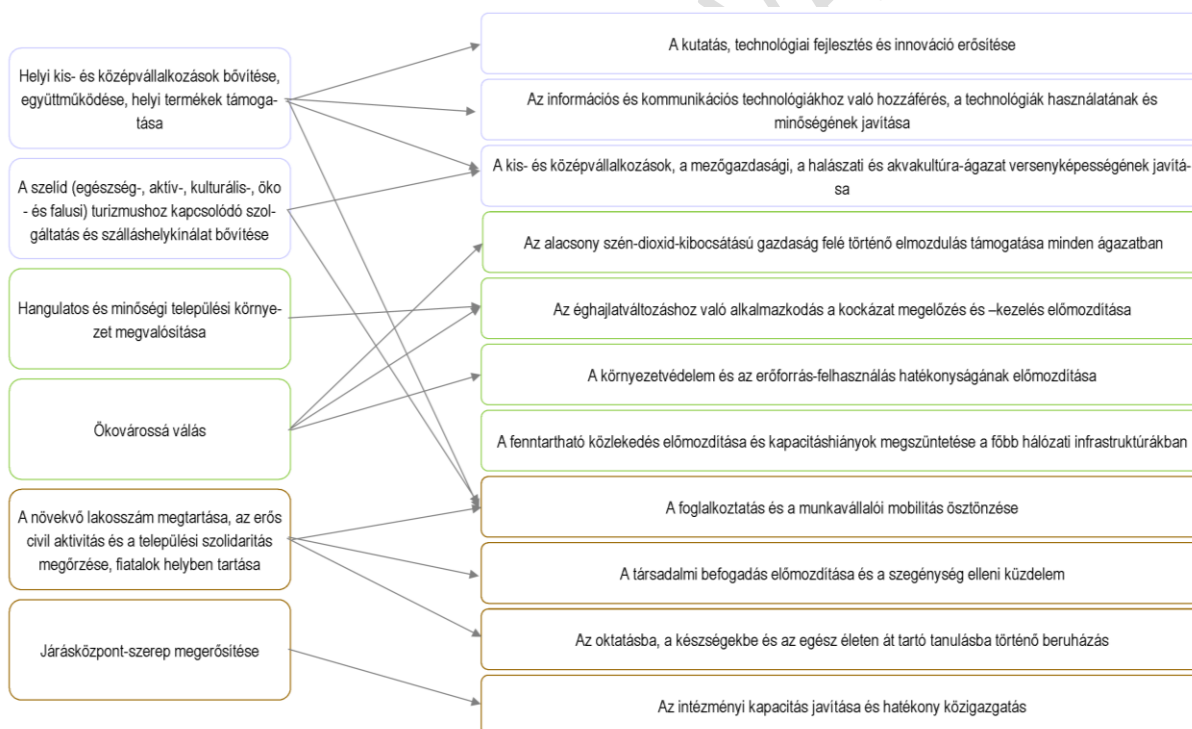 Helyi kis- és középvállalkozások bővítése,
együttműködése, helyi termékek támoga-
tása
A szelíd (egészség-, aktív-, kulturális-, öko
- és falusi) turizmushoz kapcsolódó szol-
gáltatás és szálláshelykínálat bővítése
Hangulatos és minőségi települési környe-
zet megvalósítása
Ökovárossá válás
A növekvő lakosszám megtartása, az erős
civil aktivitás és a települési szolidaritás
megőrzése, fiatalok helyben tartása
Járásközpont-szerep megerősítése
A kutatás, technológiai fejlesztés és innováció erősítése
Az információs és kommunikációs technológiákhoz való hozzáférés, a technológiák használatának és
minőségének javítása
A kis- és középvállalkozások, a mezőgazdasági, a halászati és akvakultúra-ágazat versenyképességének javítá-
sa
Az alacsony szén-dioxid-kibocsátású gazdaság felé történő elmozdulás támogatása minden ágazatban
Az éghajlatváltozáshoz való alkalmazkodás a kockázat megelőzés és –kezelés előmozdítása
A környezetvédelem és az erőforrás-felhasználás hatékonyságának előmozdítása
A fenntartható közlekedés előmozdítása és kapacitáshiányok megszüntetése a főbb hálózati infrastruktúrákban
A foglalkoztatás és a munkavállalói mobilitás ösztönzése
A társadalmi befogadás előmozdítása és a szegénység elleni küzdelem
Az oktatásba, a készségekbe és az egész életen át tartó tanulásba történő beruházás
Az intézményi kapacitás javítása és hatékony közigazgatás